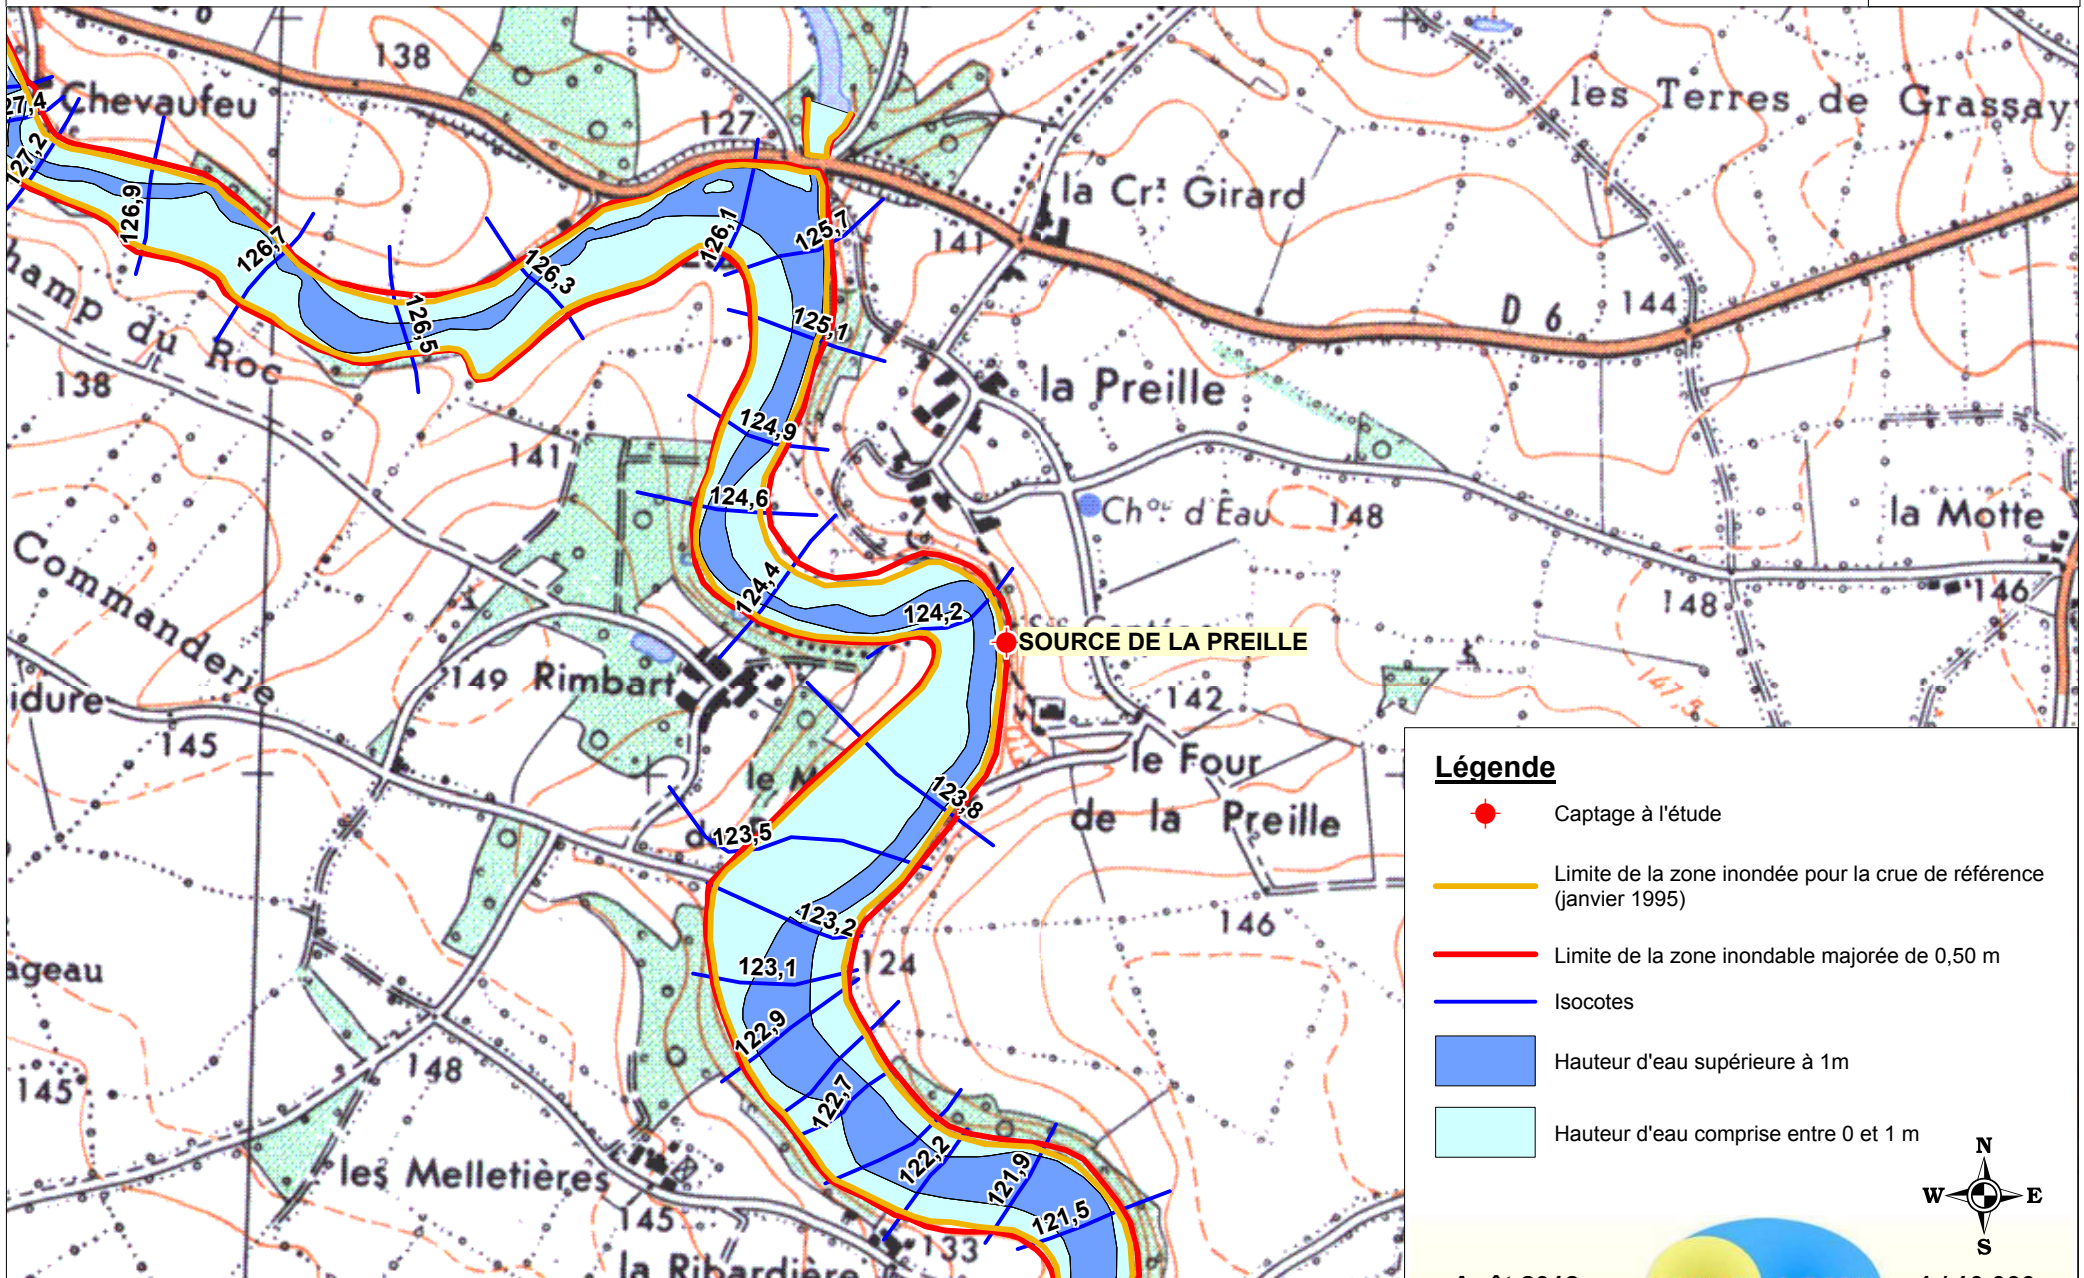 138
Chevaufeu
127
les Terres de Grassay
127,2
126,9
la Crx Girard
126,7
126,3
126,1
125,7
141
D 6
144
126,5
125,1
Champ du Roc
138
la Preille
124,9
141
124,6
Chau d'Eau
148
la Motte
Commanderie
124,4
124,2
148
146
SOURCE DE LA PREILLE
149
Rimbart
142
147,5
145
le Four
de la Preille
123,8
123,5
123,2
146
124
123,1
122,9
148
122,7
145
les Melletières
122,2
121,9
121,5
145
133
la Ribardière
Légende
Captage à l'étude
Limite de la zone inondée pour la crue de référence
(janvier 1995)
Limite de la zone inondable majorée de 0,50 m
Isocotes
Hauteur d'eau supérieure à 1m
Hauteur d'eau comprise entre 0 et 1 m
N
W E
S